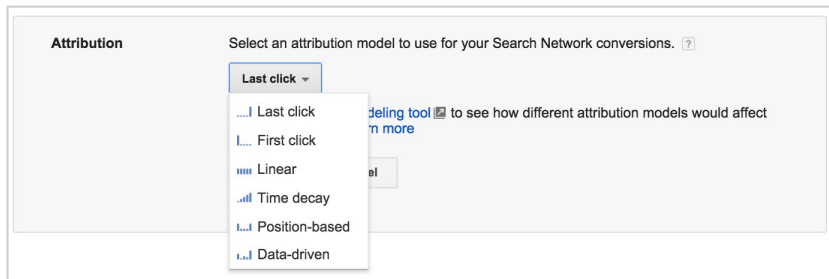 Attribution
Select an attribution model to use for your Search Network conversions. ?
Last click
Last click
deling tool to see how different attribution models would affect
First click
rn more
Linear
el
Time decay
Position-based
Data-driven